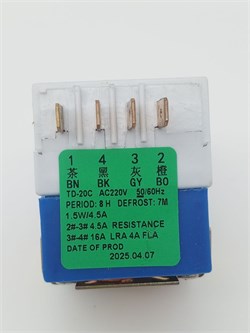 1 4 3 2
茶 黑 灰 橙
BN BK GY BO
TD-20C AC220V 50/60Hz
PERIOD: 8 H DEFROST: 7M
1.5W/4.5A
2#-3# 4.5A RESISTANCE
3#-4# 16A LRA 4A FLA
DATE OF PROD
2025.04.07